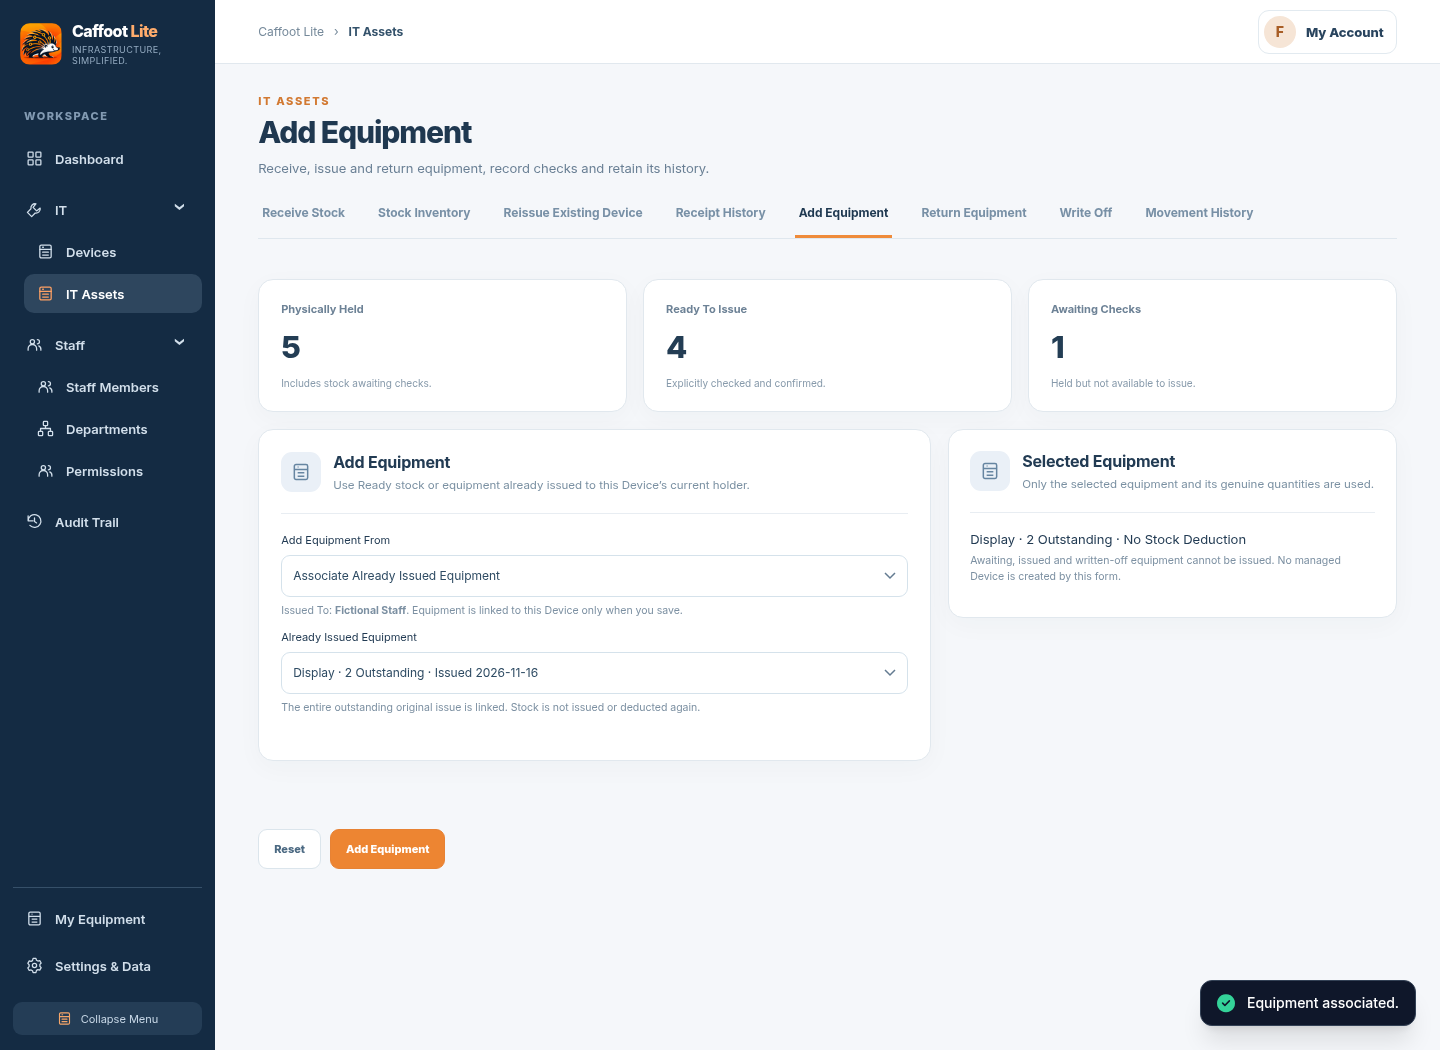 Caffoot Lite
INFRASTRUCTURE,
SIMPLIFIED.
WORKSPACE
Dashboard
IT
Devices
IT Assets
Staff
Staff Members
Departments
Permissions
Audit Trail
My Equipment
Settings & Data
Collapse Menu
Caffoot Lite › IT Assets
F My Account
IT ASSETS
Add Equipment
Receive, issue and return equipment, record checks and retain its history.
Receive Stock Stock Inventory Reissue Existing Device Receipt History Add Equipment Return Equipment Write Off Movement History
Physically Held
5
Includes stock awaiting checks.
Ready To Issue
4
Explicitly checked and confirmed.
Awaiting Checks
1
Held but not available to issue.
Add Equipment
Use Ready stock or equipment already issued to this Device’s current holder.
Add Equipment From
Associate Already Issued Equipment
Issued To: Fictional Staff. Equipment is linked to this Device only when you save.
Already Issued Equipment
Display · 2 Outstanding · Issued 2026-11-16
The entire outstanding original issue is linked. Stock is not issued or deducted again.
Selected Equipment
Only the selected equipment and its genuine quantities are used.
Display · 2 Outstanding · No Stock Deduction
Awaiting, issued and written-off equipment cannot be issued. No managed
Device is created by this form.
Reset
Add Equipment
Equipment associated.